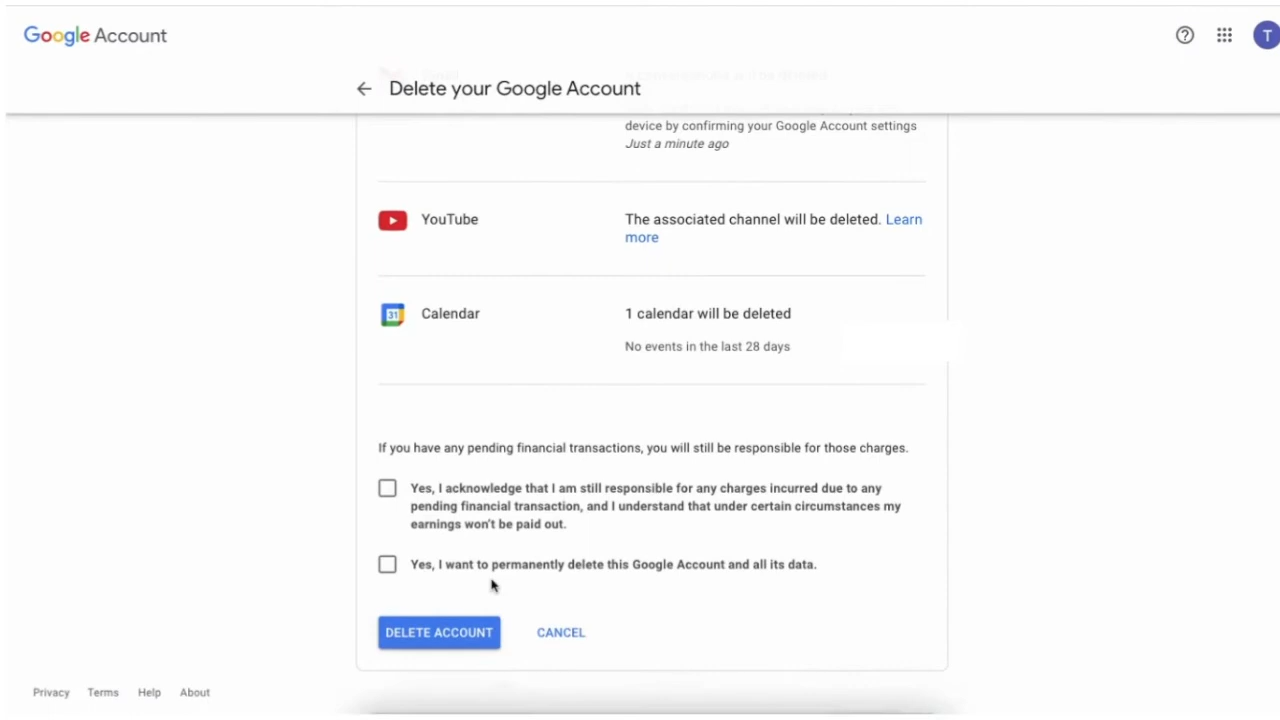 Google Account
T
Delete your Google Account
device by confirming your Google Account settings
Just a minute ago
YouTube
The associated channel will be deleted. Learn
more
31
Calendar
1 calendar will be deleted
No events in the last 28 days
If you have any pending financial transactions, you will still be responsible for those charges.
Yes, I acknowledge that I am still responsible for any charges incurred due to any
pending financial transaction, and I understand that under certain circumstances my
earnings won't be paid out.
Yes, I want to permanently delete this Google Account and all its data.
DELETE ACCOUNT
CANCEL
Privacy Terms Help About